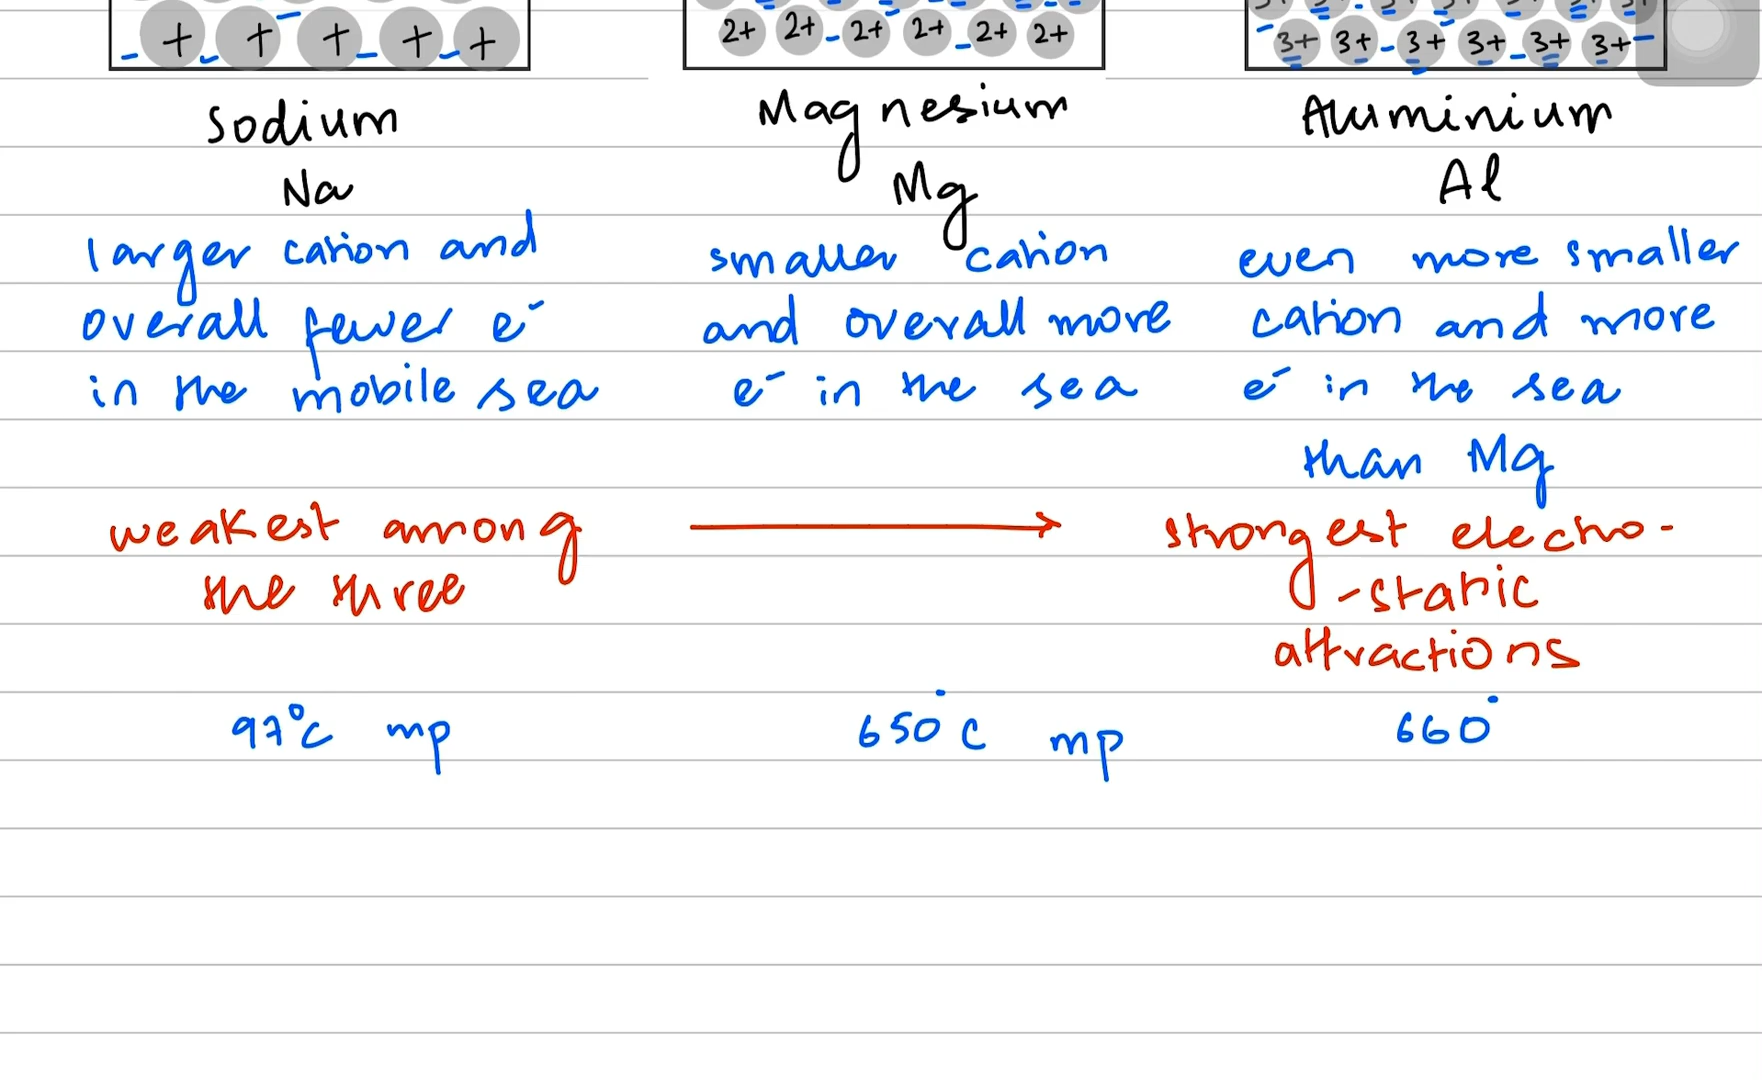 + + + + +
2+ 2+ 2+ 2+ 2+ 2+
3+ 3+ 3+ 3+ 3+ 3+
Sodium
Na
larger cation and
overall fewer e⁻
in the mobile sea
weakest among
the three
97°C mp
Magnesium
Mg
smaller cation
and overall more
e⁻ in the sea
650°C mp
Aluminium
Al
even more smaller
cation and more
e⁻ in the sea
than Mg
strongest electro-
-static
attractions
660°